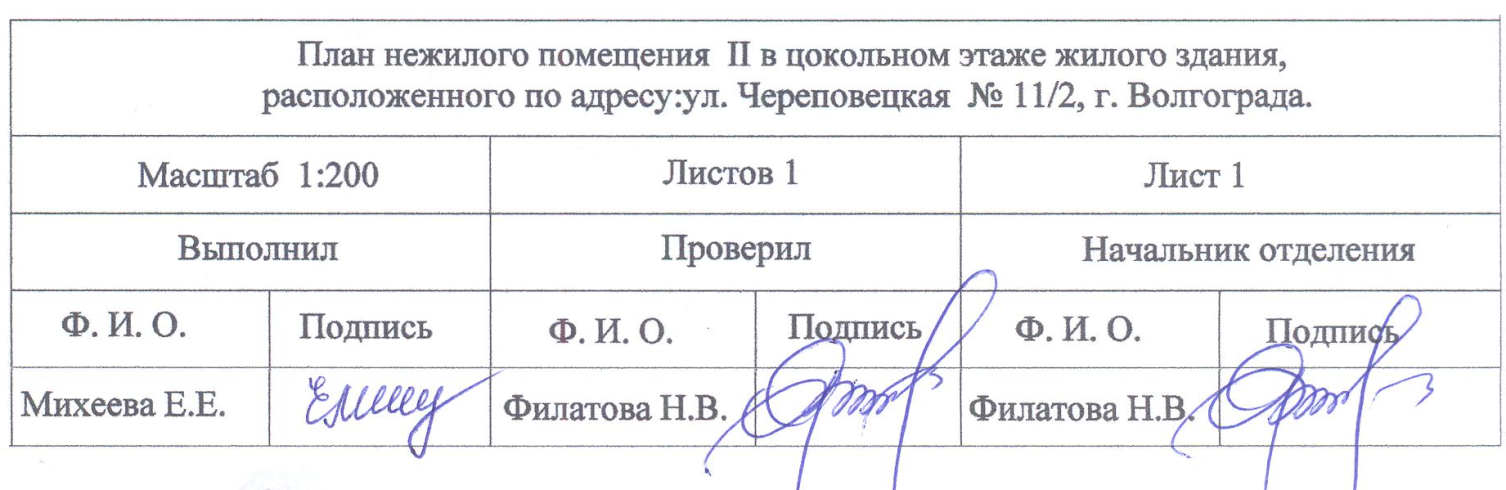 План нежилого помещения II в цокольном этаже жилого здания,
расположенного по адресу:ул. Череповецкая № 11/2, г. Волгограда.
Масштаб 1:200 Листов 1 Лист 1
Выполнил Проверил Начальник отделения
Ф. И. О. Подпись Ф. И. О. Подпись Ф. И. О. Подпись
Михеева Е.Е. Филатова Н.В. Филатова Н.В.